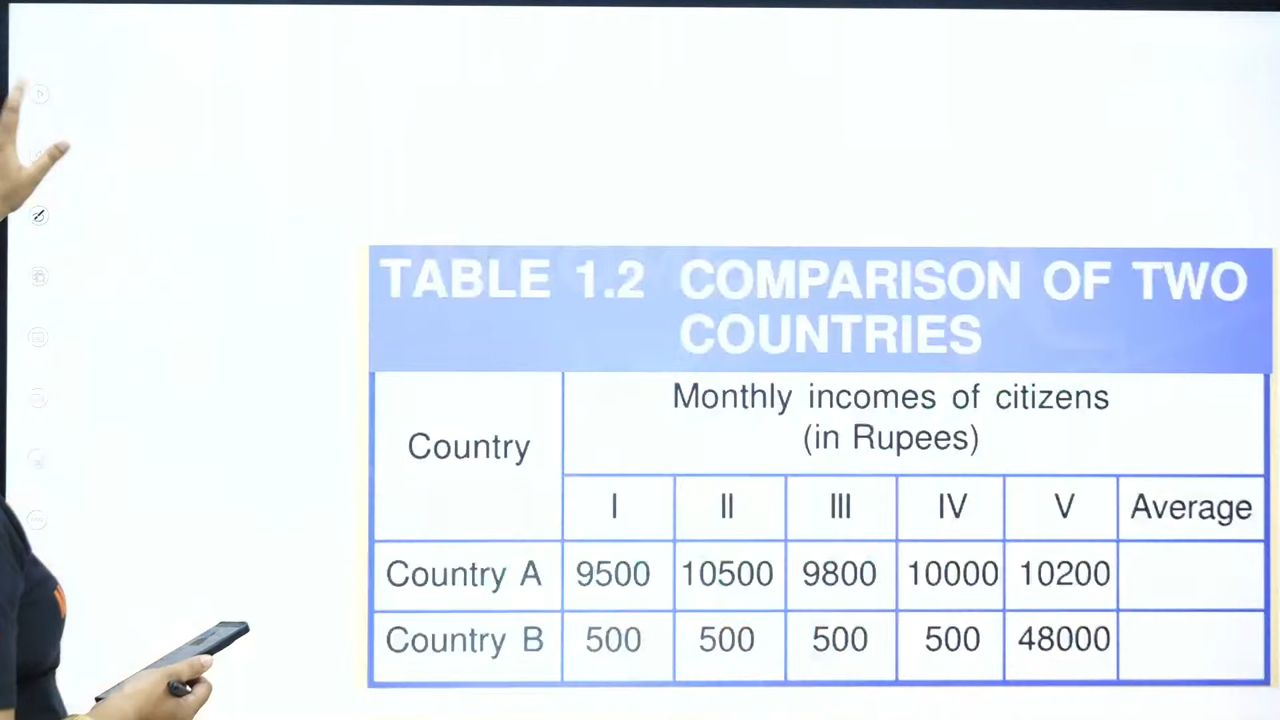 TABLE 1.2 COMPARISON OF TWO
COUNTRIES
Country
Monthly incomes of citizens
(in Rupees)
I II III IV V Average
Country A 9500 10500 9800 10000 10200
Country B 500 500 500 500 48000